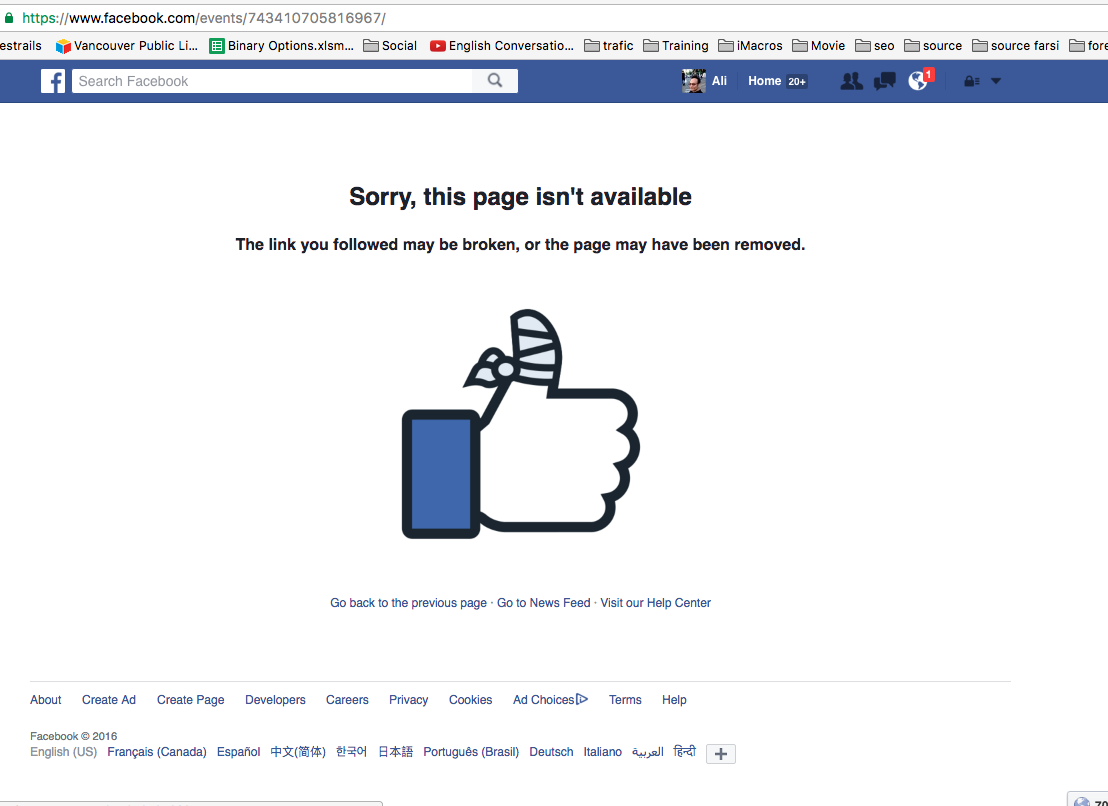 https://www.facebook.com/events/743410705816967/
estrails Vancouver Public Li... Binary Options.xlsm... Social English Conversatio... trafic Training iMacros Movie seo source source farsi fore
f Search Facebook Ali Home 20+ 1
Sorry, this page isn't available
The link you followed may be broken, or the page may have been removed.
Go back to the previous page · Go to News Feed · Visit our Help Center
About Create Ad Create Page Developers Careers Privacy Cookies Ad Choices Terms Help
Facebook © 2016
English (US) Français (Canada) Español 中文(简体) 한국어 日本語 Português (Brasil) Deutsch Italiano العربية हिन्दी